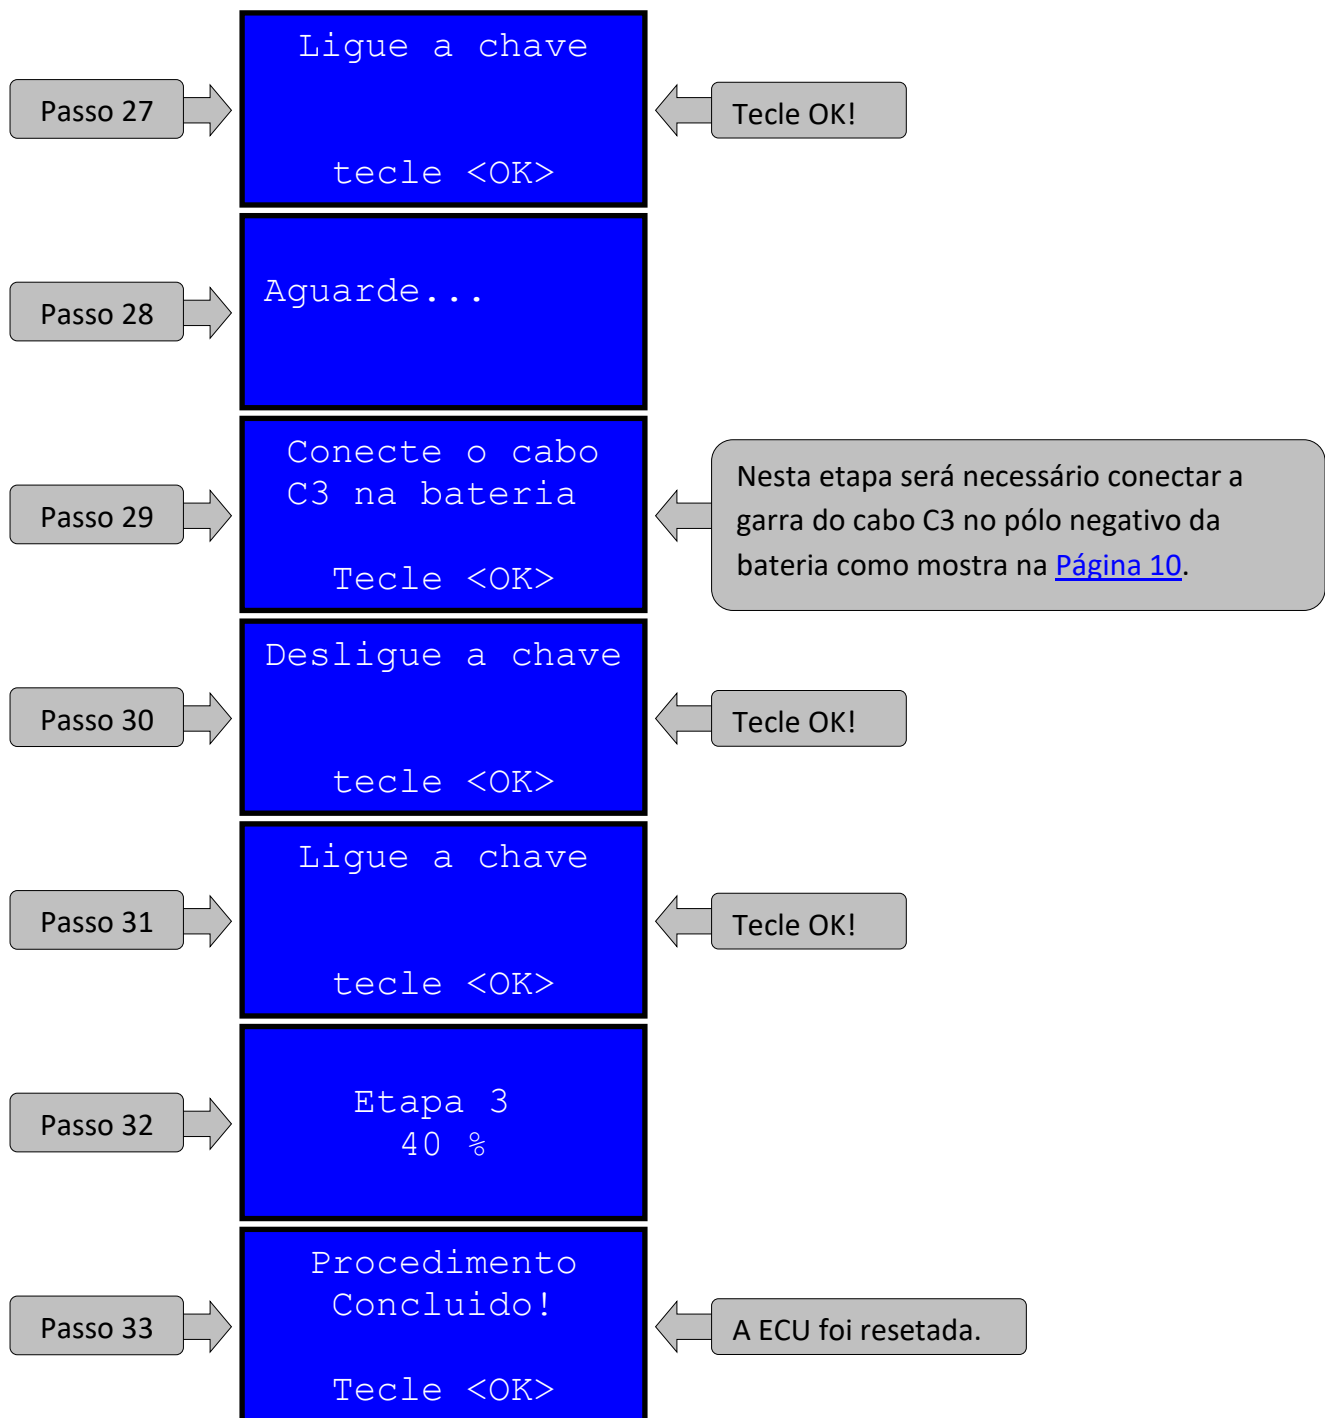 Passo 27
Ligue a chave
tecle <OK>
Tecle OK!
Passo 28
Aguarde...
Passo 29
Conecte o cabo
C3 na bateria
Tecle <OK>
Nesta etapa será necessário conectar a
garra do cabo C3 no pólo negativo da
bateria como mostra na Página 10.
Passo 30
Desligue a chave
tecle <OK>
Tecle OK!
Passo 31
Ligue a chave
tecle <OK>
Tecle OK!
Passo 32
Etapa 3
40 %
Passo 33
Procedimento
Concluido!
Tecle <OK>
A ECU foi resetada.